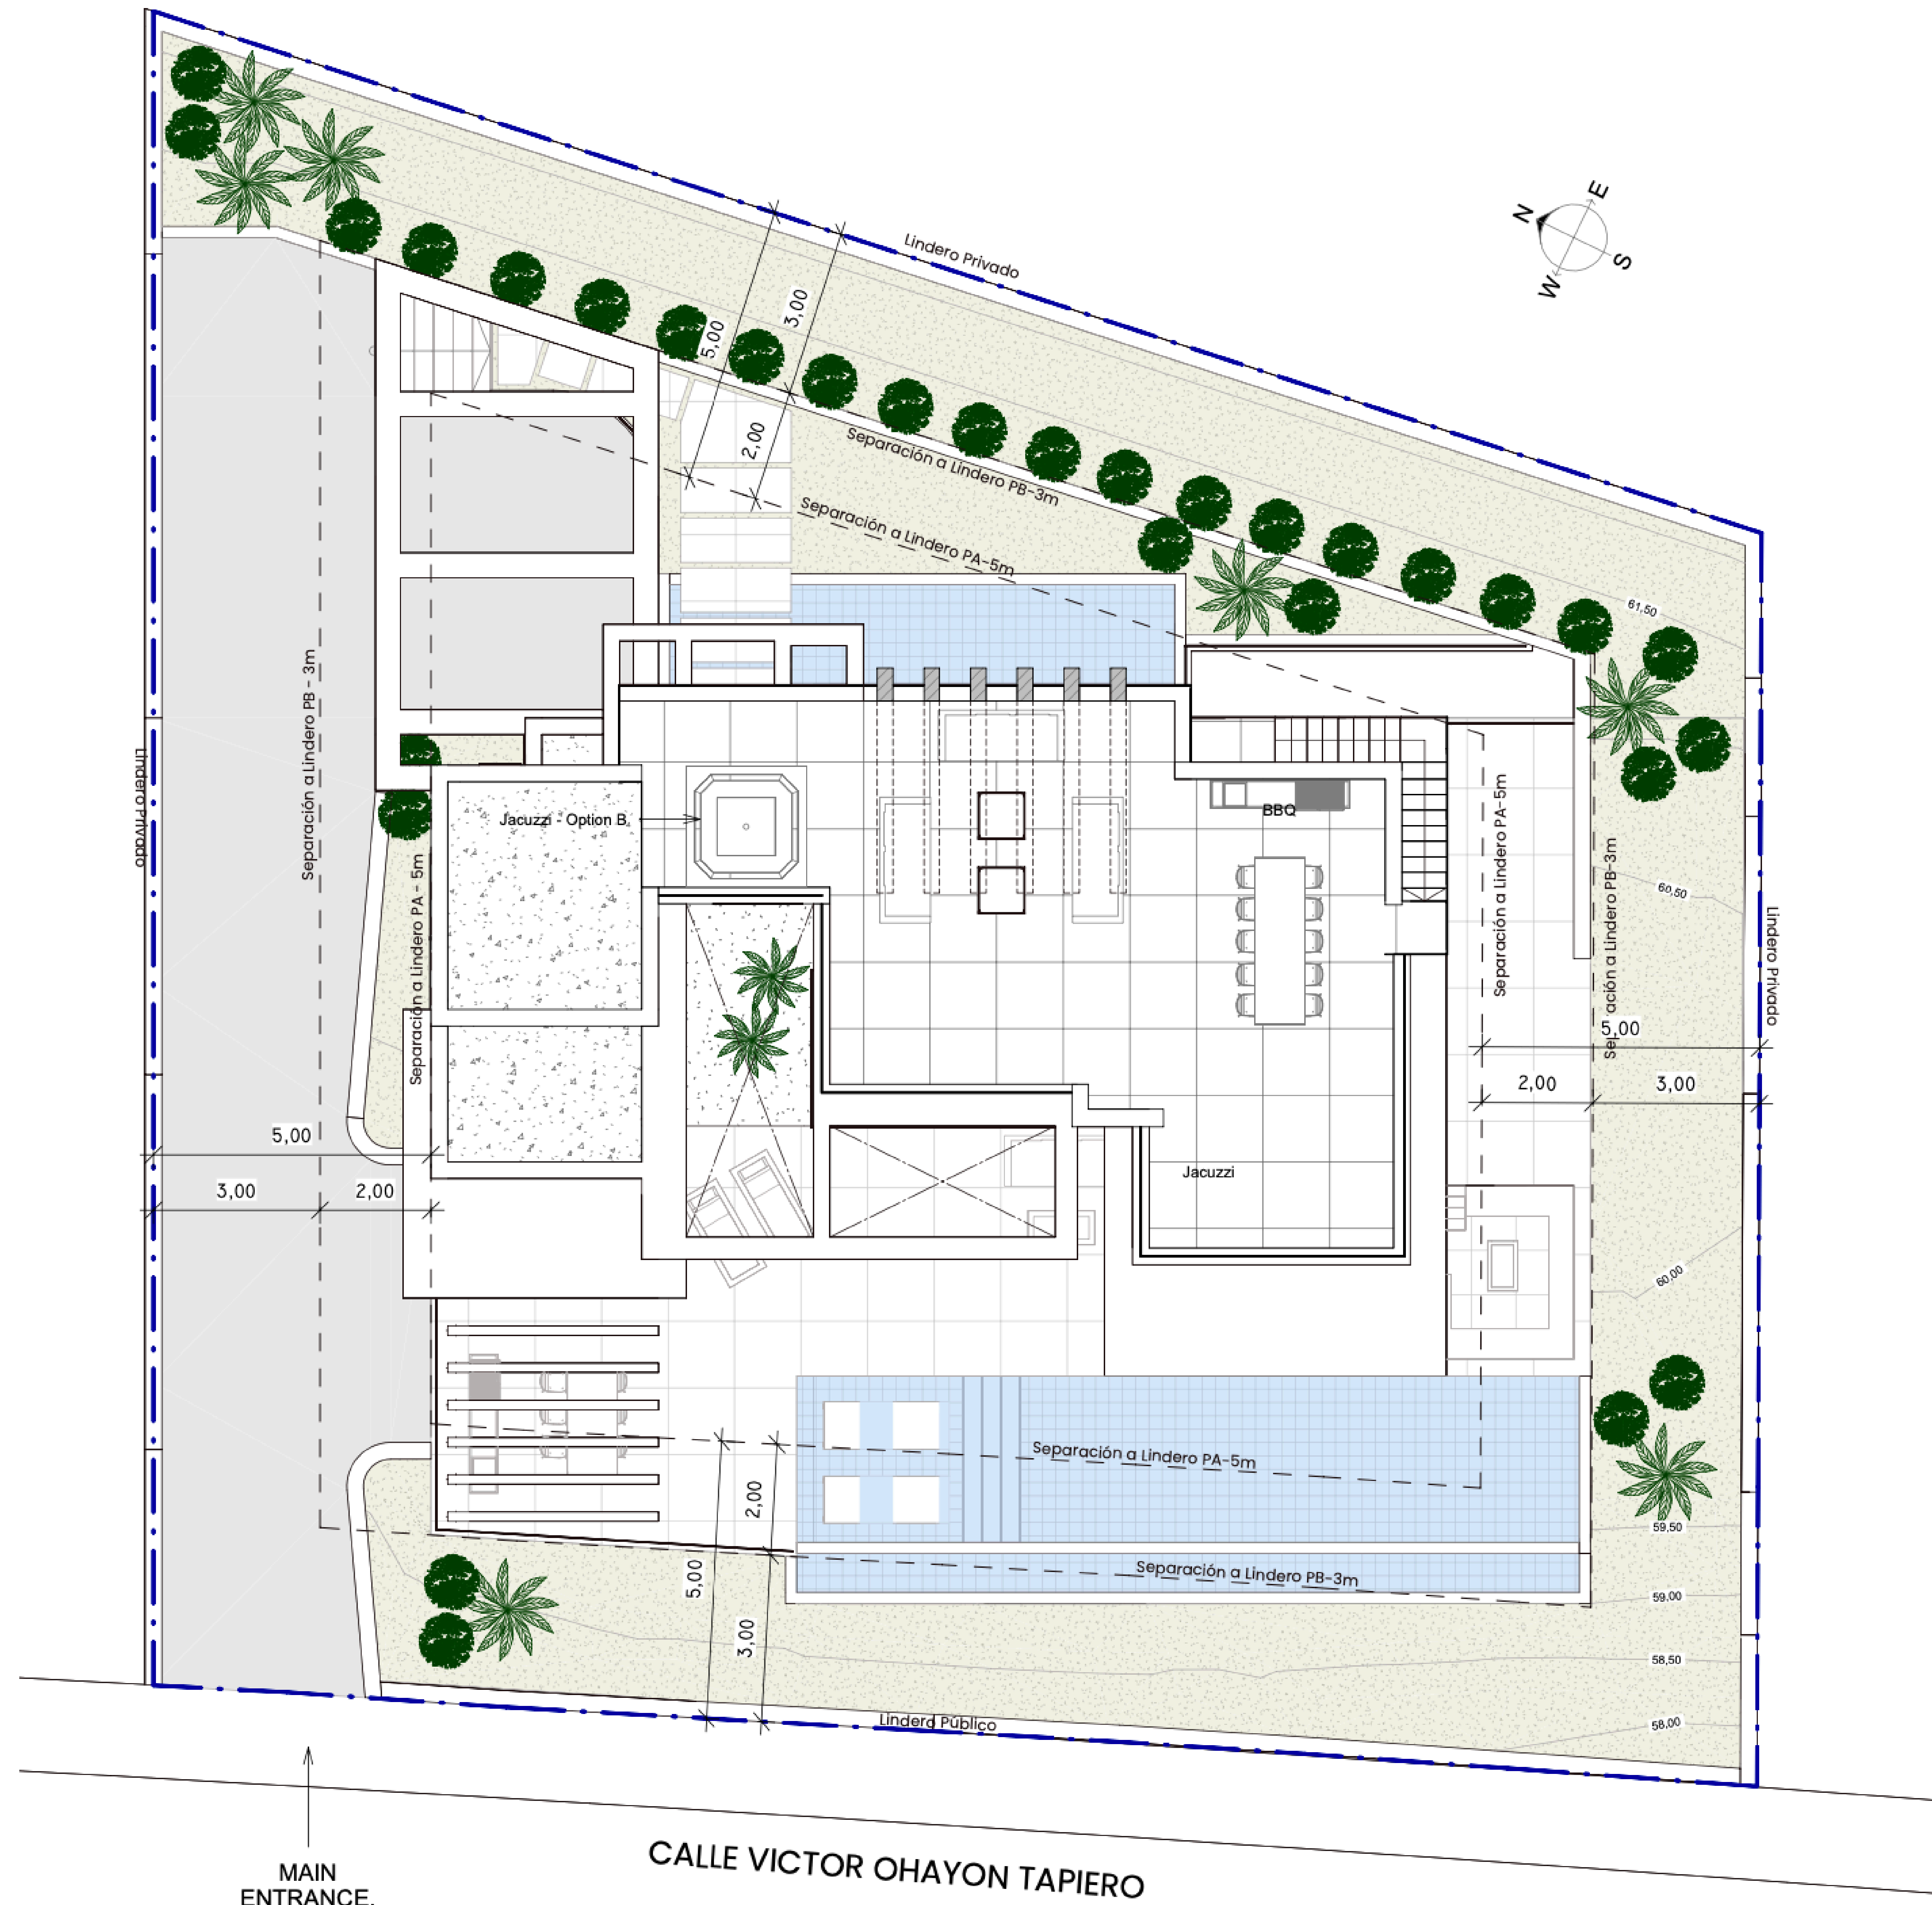 Lindero Privado
N
E
S
W
3,00
5,00
2,00
Separación a Lindero PB-3m
Separación a Lindero PA-5m
61,50
Separación a Lindero PB - 3m
Lindero Privado
Separación a Lindero PA - 5m
Jacuzzi - Option B.
BBQ
Separación a Lindero PA-5m
60,50
Lindero Privado
5,00
2,00
3,00
5,00
3,00
2,00
Jacuzzi
60,00
Separación a Lindero PA-5m
2,00
59,50
5,00
Separación a Lindero PB-3m
59,00
3,00
58,50
Lindero Público
58,00
MAIN
ENTRANCE.
CALLE VICTOR OHAYON TAPIERO